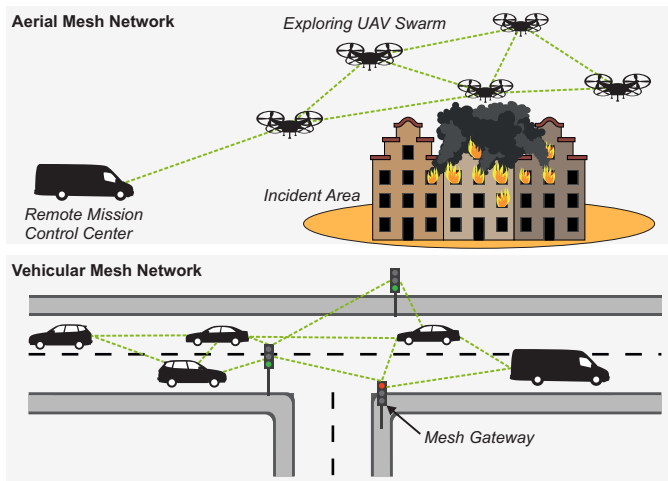 Aerial Mesh Network
Exploring UAV Swarm
Remote Mission
Control Center
Incident Area
Vehicular Mesh Network
Mesh Gateway